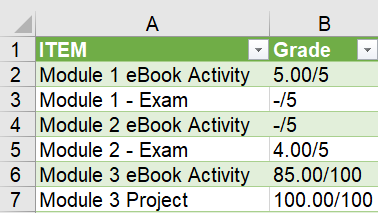 A B
1 ITEM Grade
2 Module 1 eBook Activity 5.00/5
3 Module 1 - Exam -/5
4 Module 2 eBook Activity -/5
5 Module 2 - Exam 4.00/5
6 Module 3 eBook Activity 85.00/100
7 Module 3 Project 100.00/100